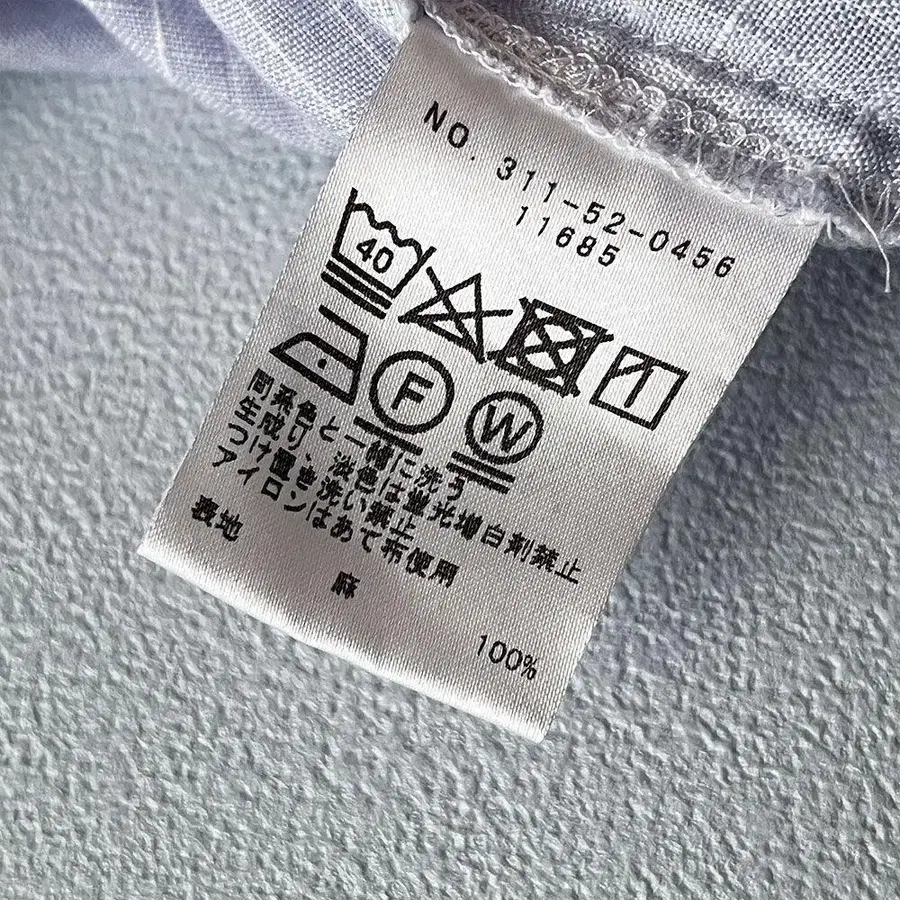 NO. 311-52-0456
11685
40
F W
同系色と一緒に洗う
生成り、淡色は蛍光増白剤禁止
つけ置き洗い禁止
アイロンはあて布使用
表地
麻
100%